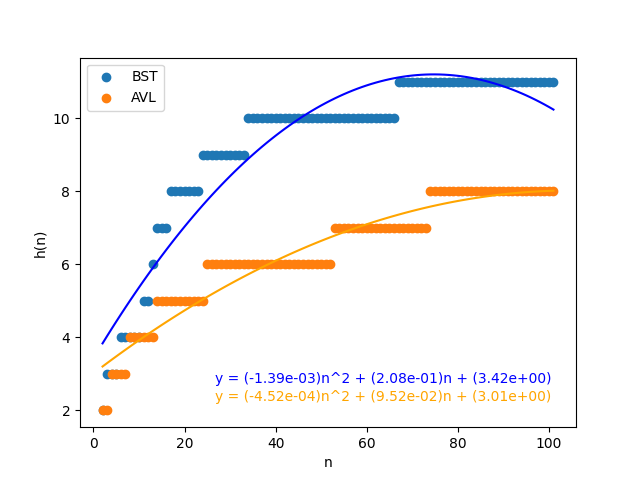 BST
AVL
10
8
6
4
2
h(n)
y = (-1.39e-03)n^2 + (2.08e-01)n + (3.42e+00)
y = (-4.52e-04)n^2 + (9.52e-02)n + (3.01e+00)
0 20 40 60 80 100
n